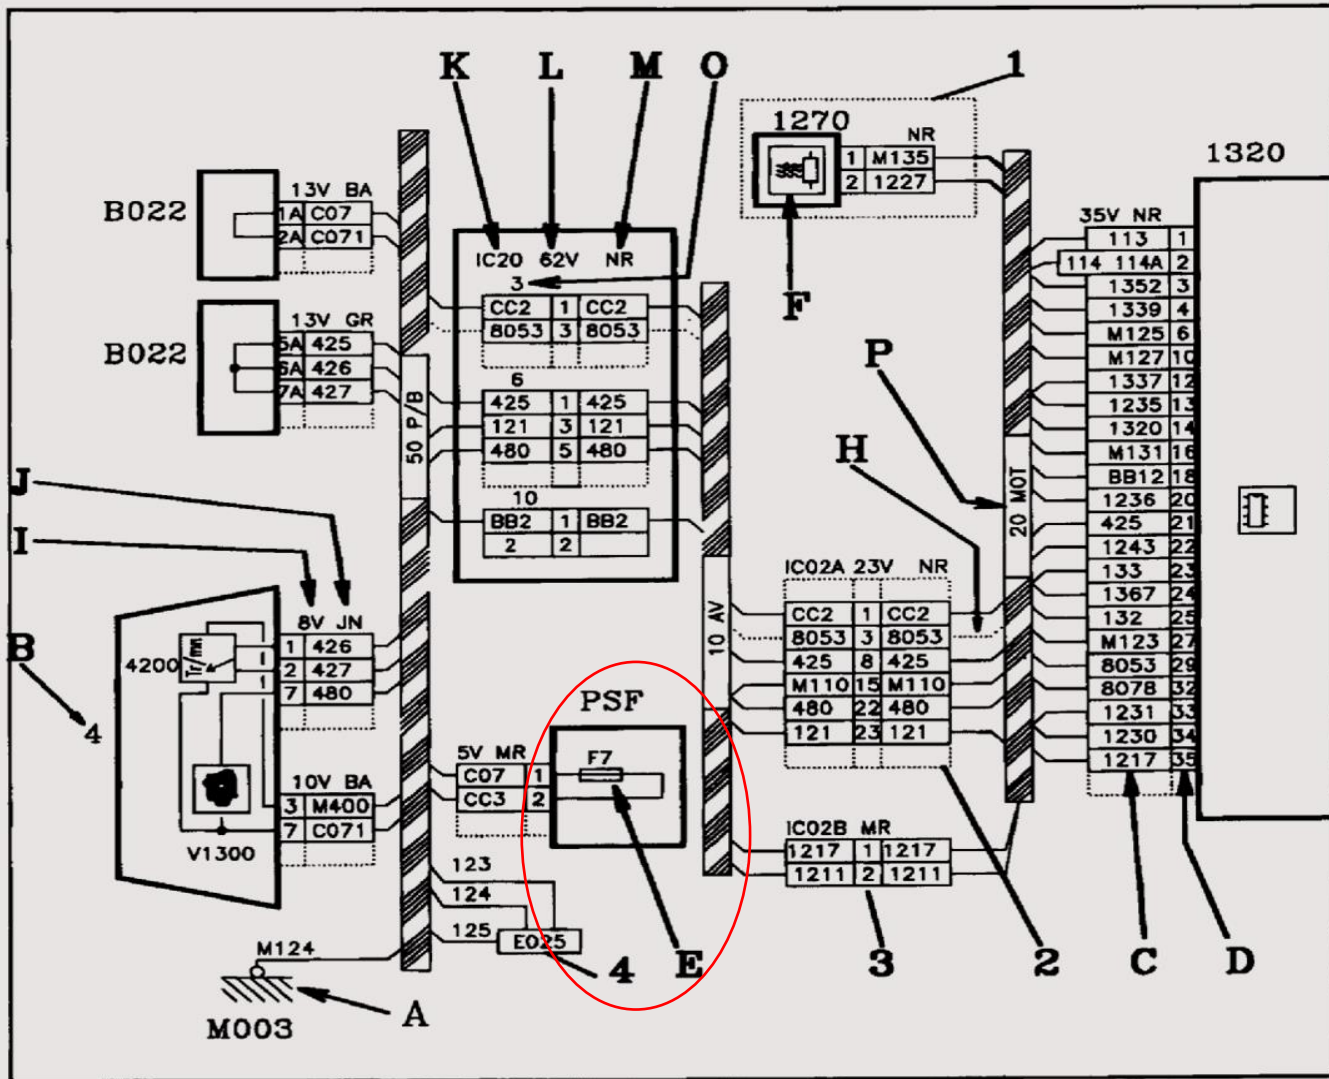 K L M O 1
1270 NR
1 M135
2 1227
1320
B022
13V BA
1A C07
2A C071
IC20 62V NR
3
CC2 1 CC2
8053 3 8053
6
425 1 425
121 3 121
480 5 480
10
BB2 1 BB2
2 2
F
35V NR
113 1
114 114A 2
1352 3
1339 4
M125 6
M127 10
1337 12
1235 13
1320 14
M131 16
BB12 18
1236 20
425 21
1243 22
133 23
1367 24
132 25
M123 27
8053 29
8078 32
1231 33
1230 34
1217 35
B022
13V GR
5A 425
6A 426
7A 427
50 P/B
P
H
20 MOT
J
I
B
4
8V JN
4200
Tr/mn
1 426
2 427
7 480
10V BA
3 M400
7 C071
V1300
10 AV
IC02A 23V NR
CC2 1 CC2
8053 3 8053
425 8 425
M110 15 M110
480 22 480
121 23 121
PSF
5V MR
C07 1
CC3 2
F7
IC02B MR
1217 1 1217
1211 2 1211
123
124
125
E025
4 E 3 2 C D
M124
A
M003